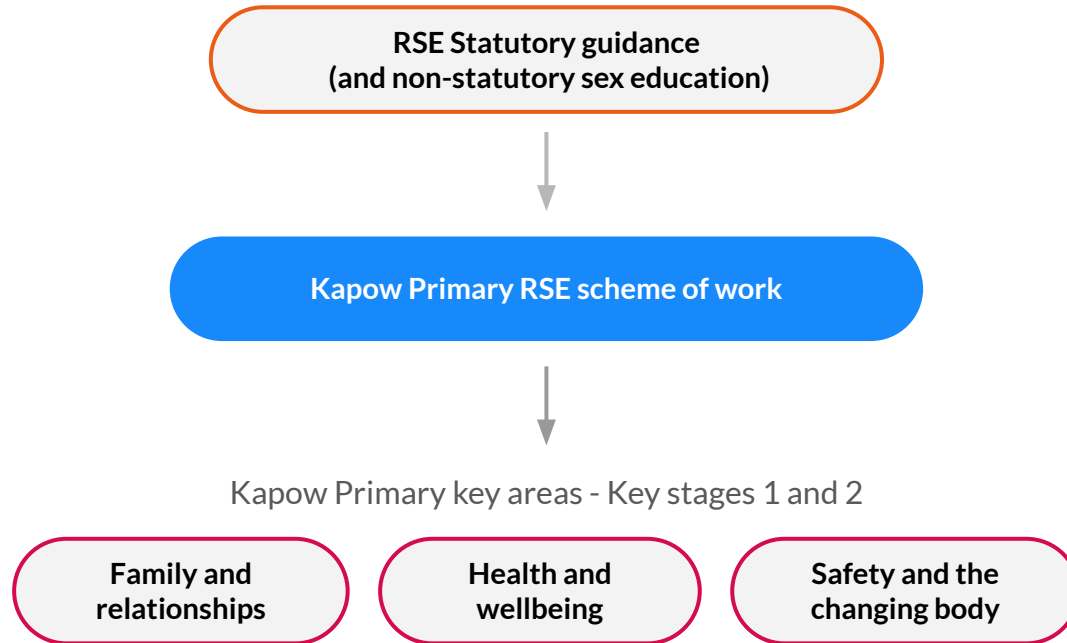 RSE Statutory guidance
(and non-statutory sex education)
Kapow Primary RSE scheme of work
Kapow Primary key areas - Key stages 1 and 2
Family and
relationships
Health and
wellbeing
Safety and the
changing body